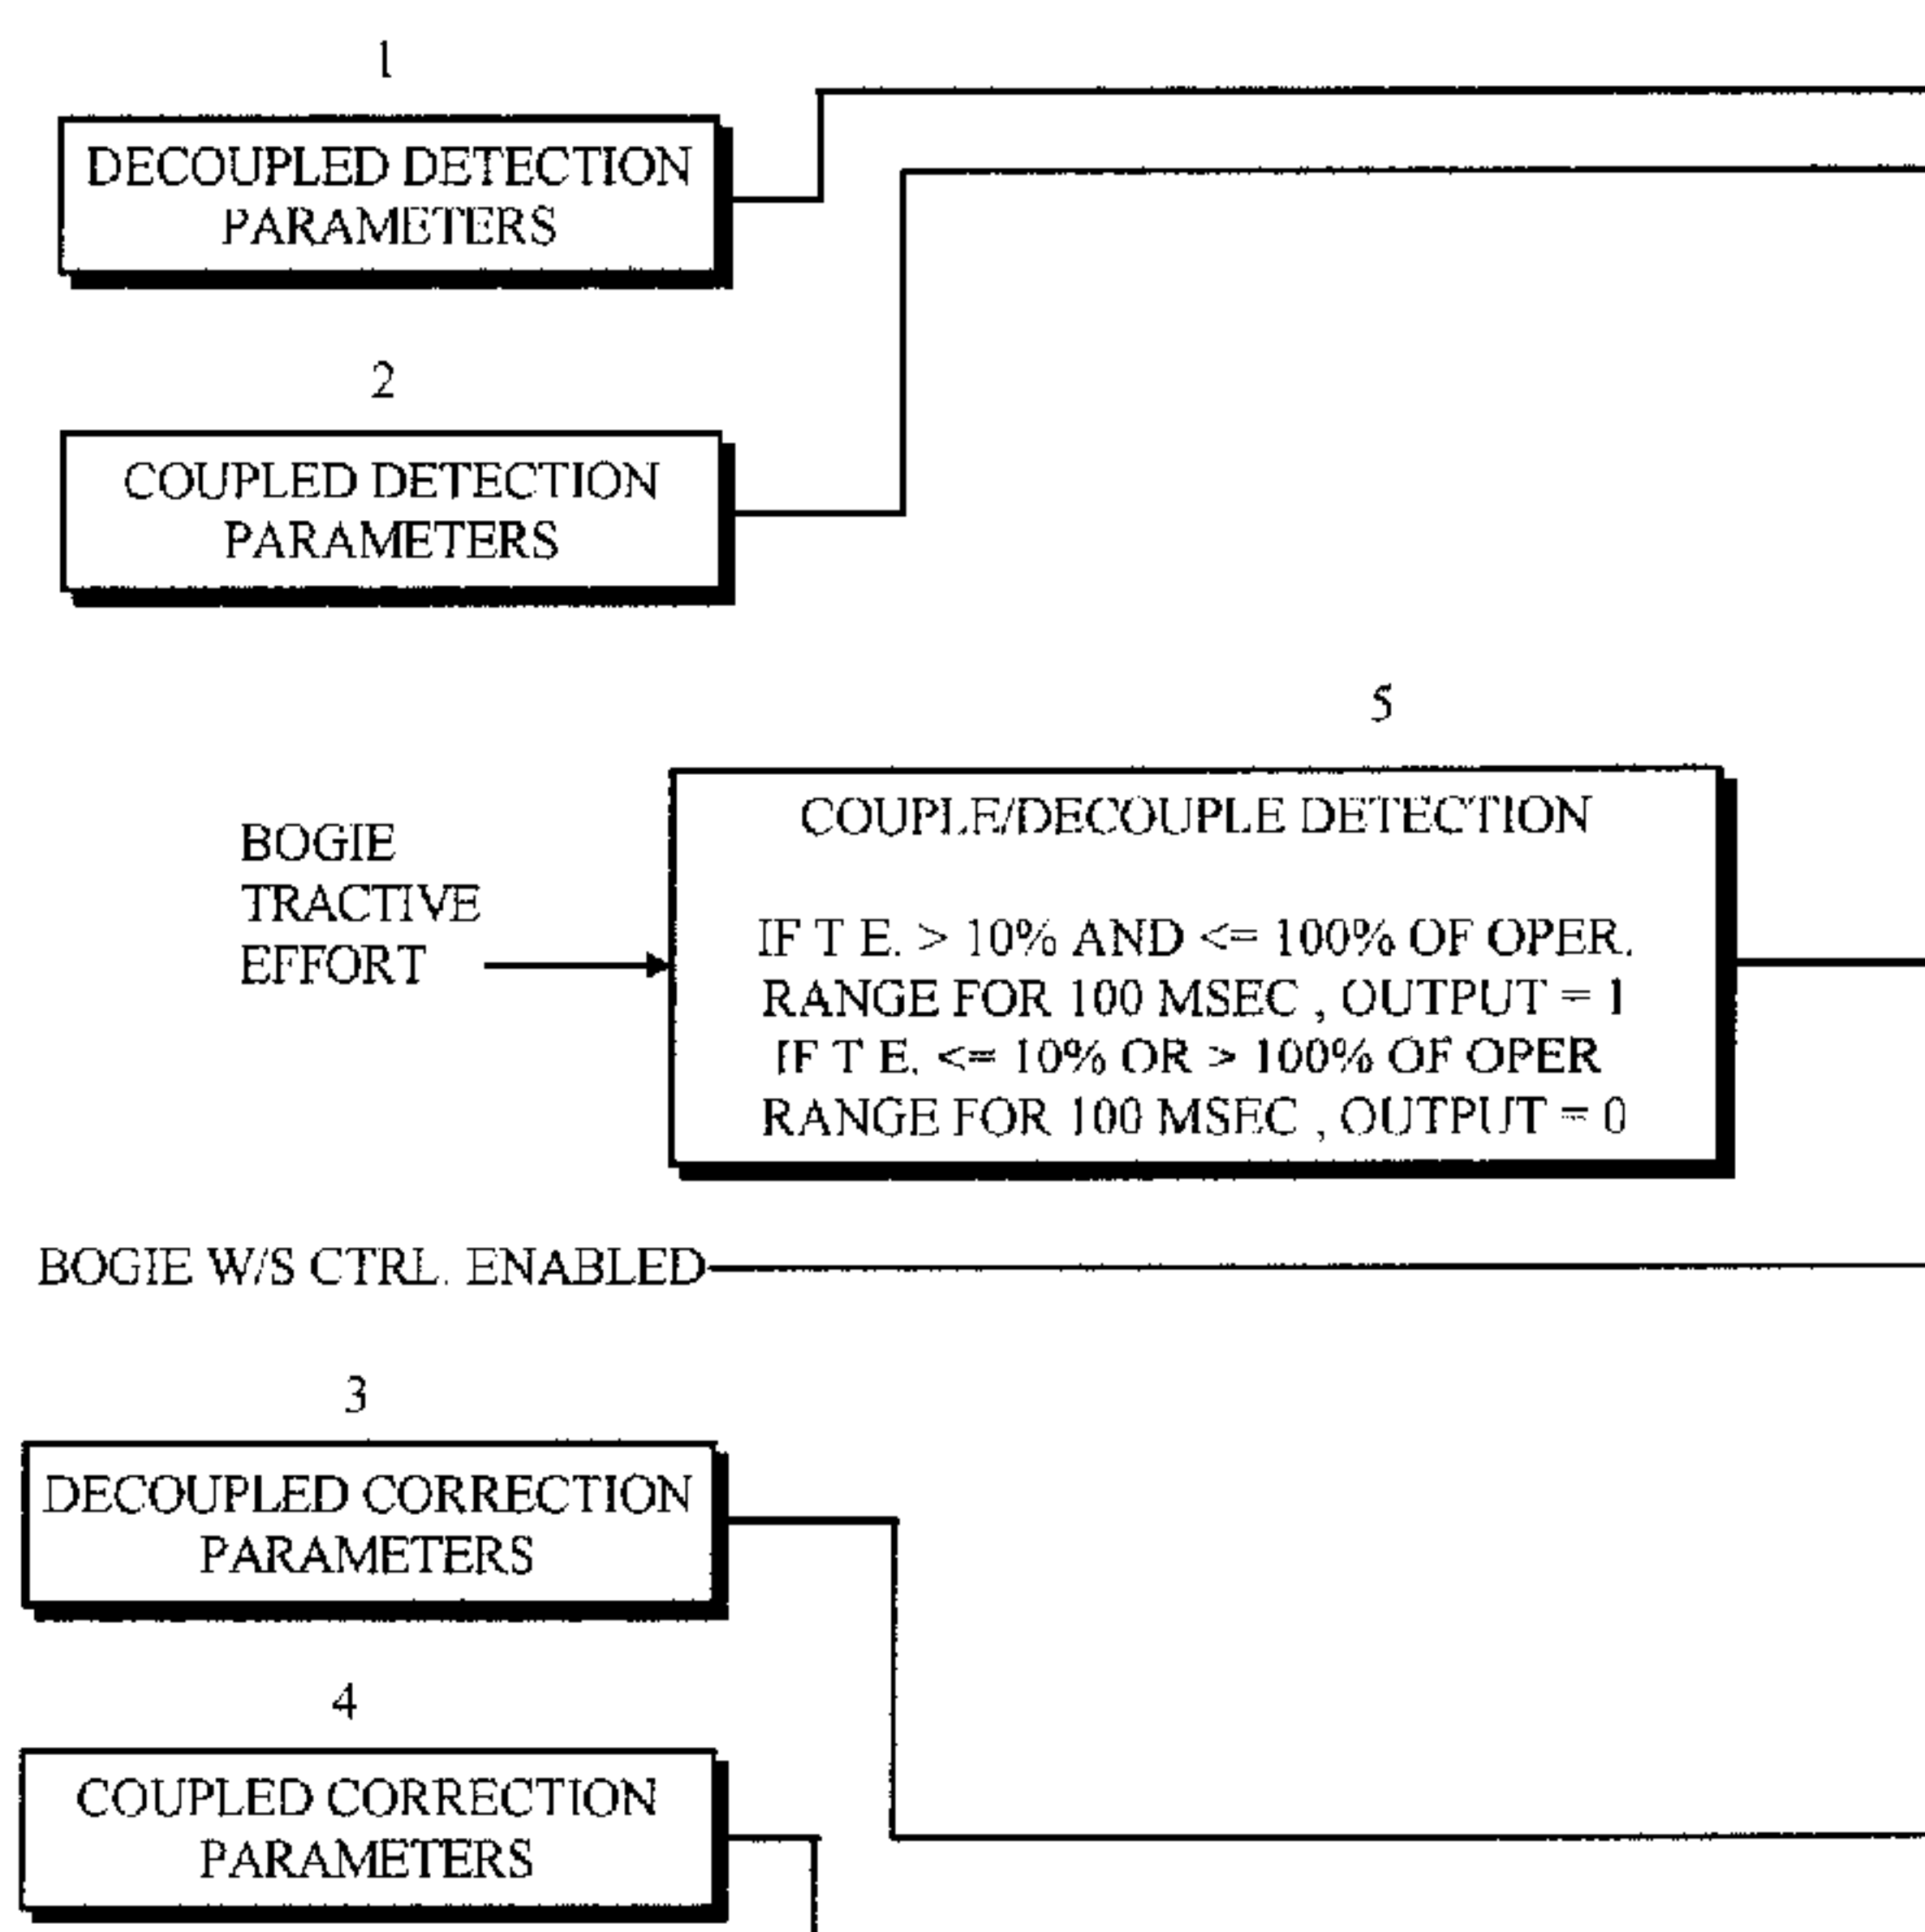 1
DECOUPLED DETECTION
PARAMETERS
2
COUPLED DETECTION
PARAMETERS
5
COUPLE/DECOUPLE DETECTION
BOGIE
TRACTIVE
EFFORT
IF T E. > 10% AND <= 100% OF OPER.
RANGE FOR 100 MSEC , OUTPUT = 1
IF T E. <= 10% OR > 100% OF OPER
RANGE FOR 100 MSEC , OUTPUT = 0
BOGIE W/S CTRL. ENABLED
3
DECOUPLED CORRECTION
PARAMETERS
4
COUPLED CORRECTION
PARAMETERS